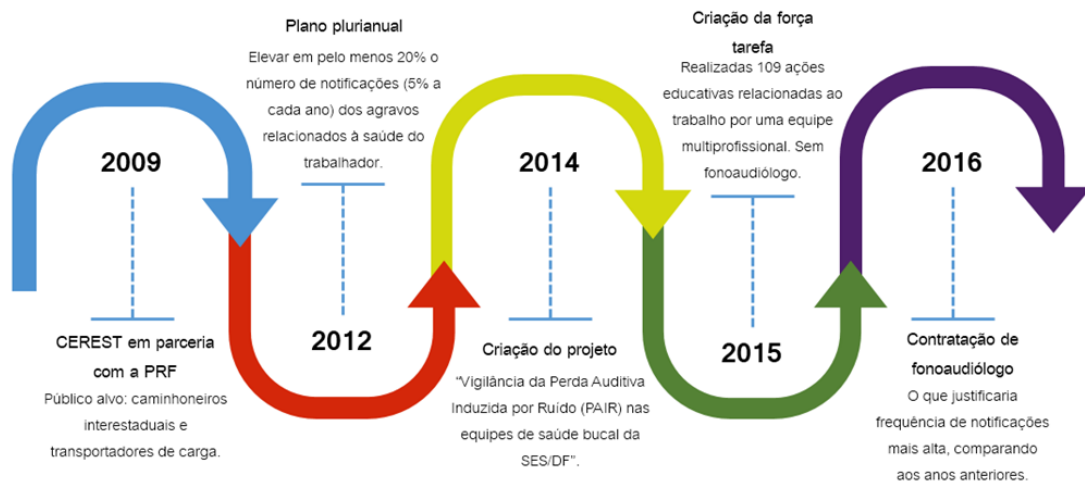 2009
CEREST em parceria
com a PRF
Público alvo: caminhoneiros
interestaduais e
transportadores de carga.
Plano plurianual
Elevar em pelo menos 20% o
número de notificações (5% a
cada ano) dos agravos
relacionados à saúde do
trabalhador.
2012
2014
Criação do projeto
“Vigilância da Perda Auditiva
Induzida por Ruído (PAIR) nas
equipes de saúde bucal da
SES/DF”.
Criação da força
tarefa
Realizadas 109 ações
educativas relacionadas ao
trabalho por uma equipe
multiprofissional. Sem
fonoaudiólogo.
2015
2016
Contratação de
fonoaudiólogo
O que justificaria
frequência de notificações
mais alta, comparando
aos anos anteriores.